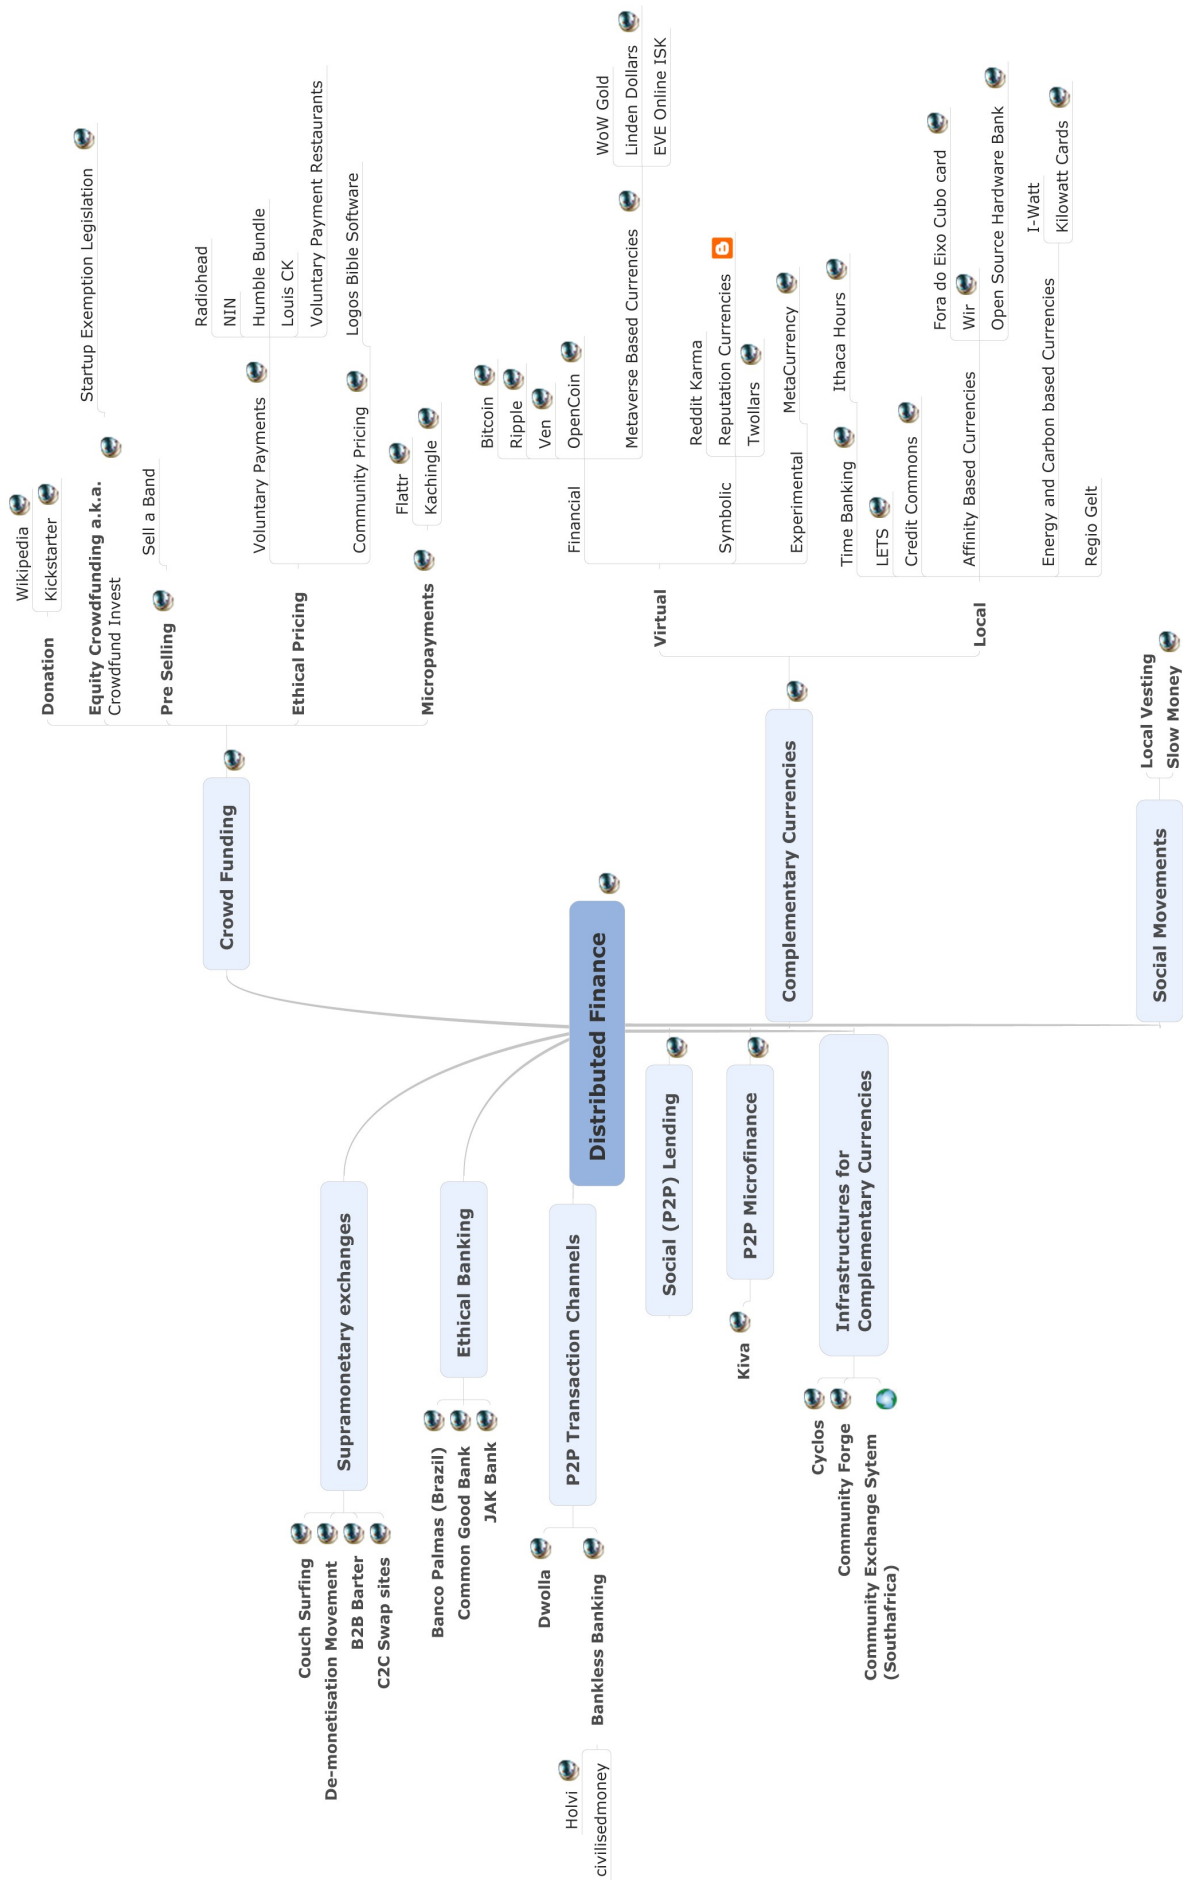 Distributed Finance
Crowd Funding
Donation
Wikipedia
Kickstarter
Equity Crowdfunding a.k.a.
Crowdfund Invest
Startup Exemption Legislation
Pre Selling
Sell a Band
Ethical Pricing
Voluntary Payments
Radiohead
NIN
Humble Bundle
Louis CK
Voluntary Payment Restaurants
Community Pricing
Logos Bible Software
Micropayments
Flattr
Kachingle
Complementary Currencies
Virtual
Financial
Bitcoin
Ripple
Ven
OpenCoin
Metaverse Based Currencies
WoW Gold
Linden Dollars
EVE Online ISK
Symbolic
Reddit Karma
Reputation Currencies
Twollars
Experimental
MetaCurrency
Local
Time Banking
Ithaca Hours
LETS
Credit Commons
Affinity Based Currencies
Fora do Eixo Cubo card
Wir
Open Source Hardware Bank
Energy and Carbon based Currencies
I-Watt
Kilowatt Cards
Regio Gelt
Social Movements
Local Vesting
Slow Money
Supramonetary exchanges
Couch Surfing
De-monetisation Movement
B2B Barter
C2C Swap sites
Ethical Banking
Banco Palmas (Brazil)
Common Good Bank
JAK Bank
P2P Transaction Channels
Dwolla
Bankless Banking
Holvi
civilisedmoney
Social (P2P) Lending
P2P Microfinance
Kiva
Infrastructures for
Complementary Currencies
Cyclos
Community Forge
Community Exchange Sytem
(Southafrica)